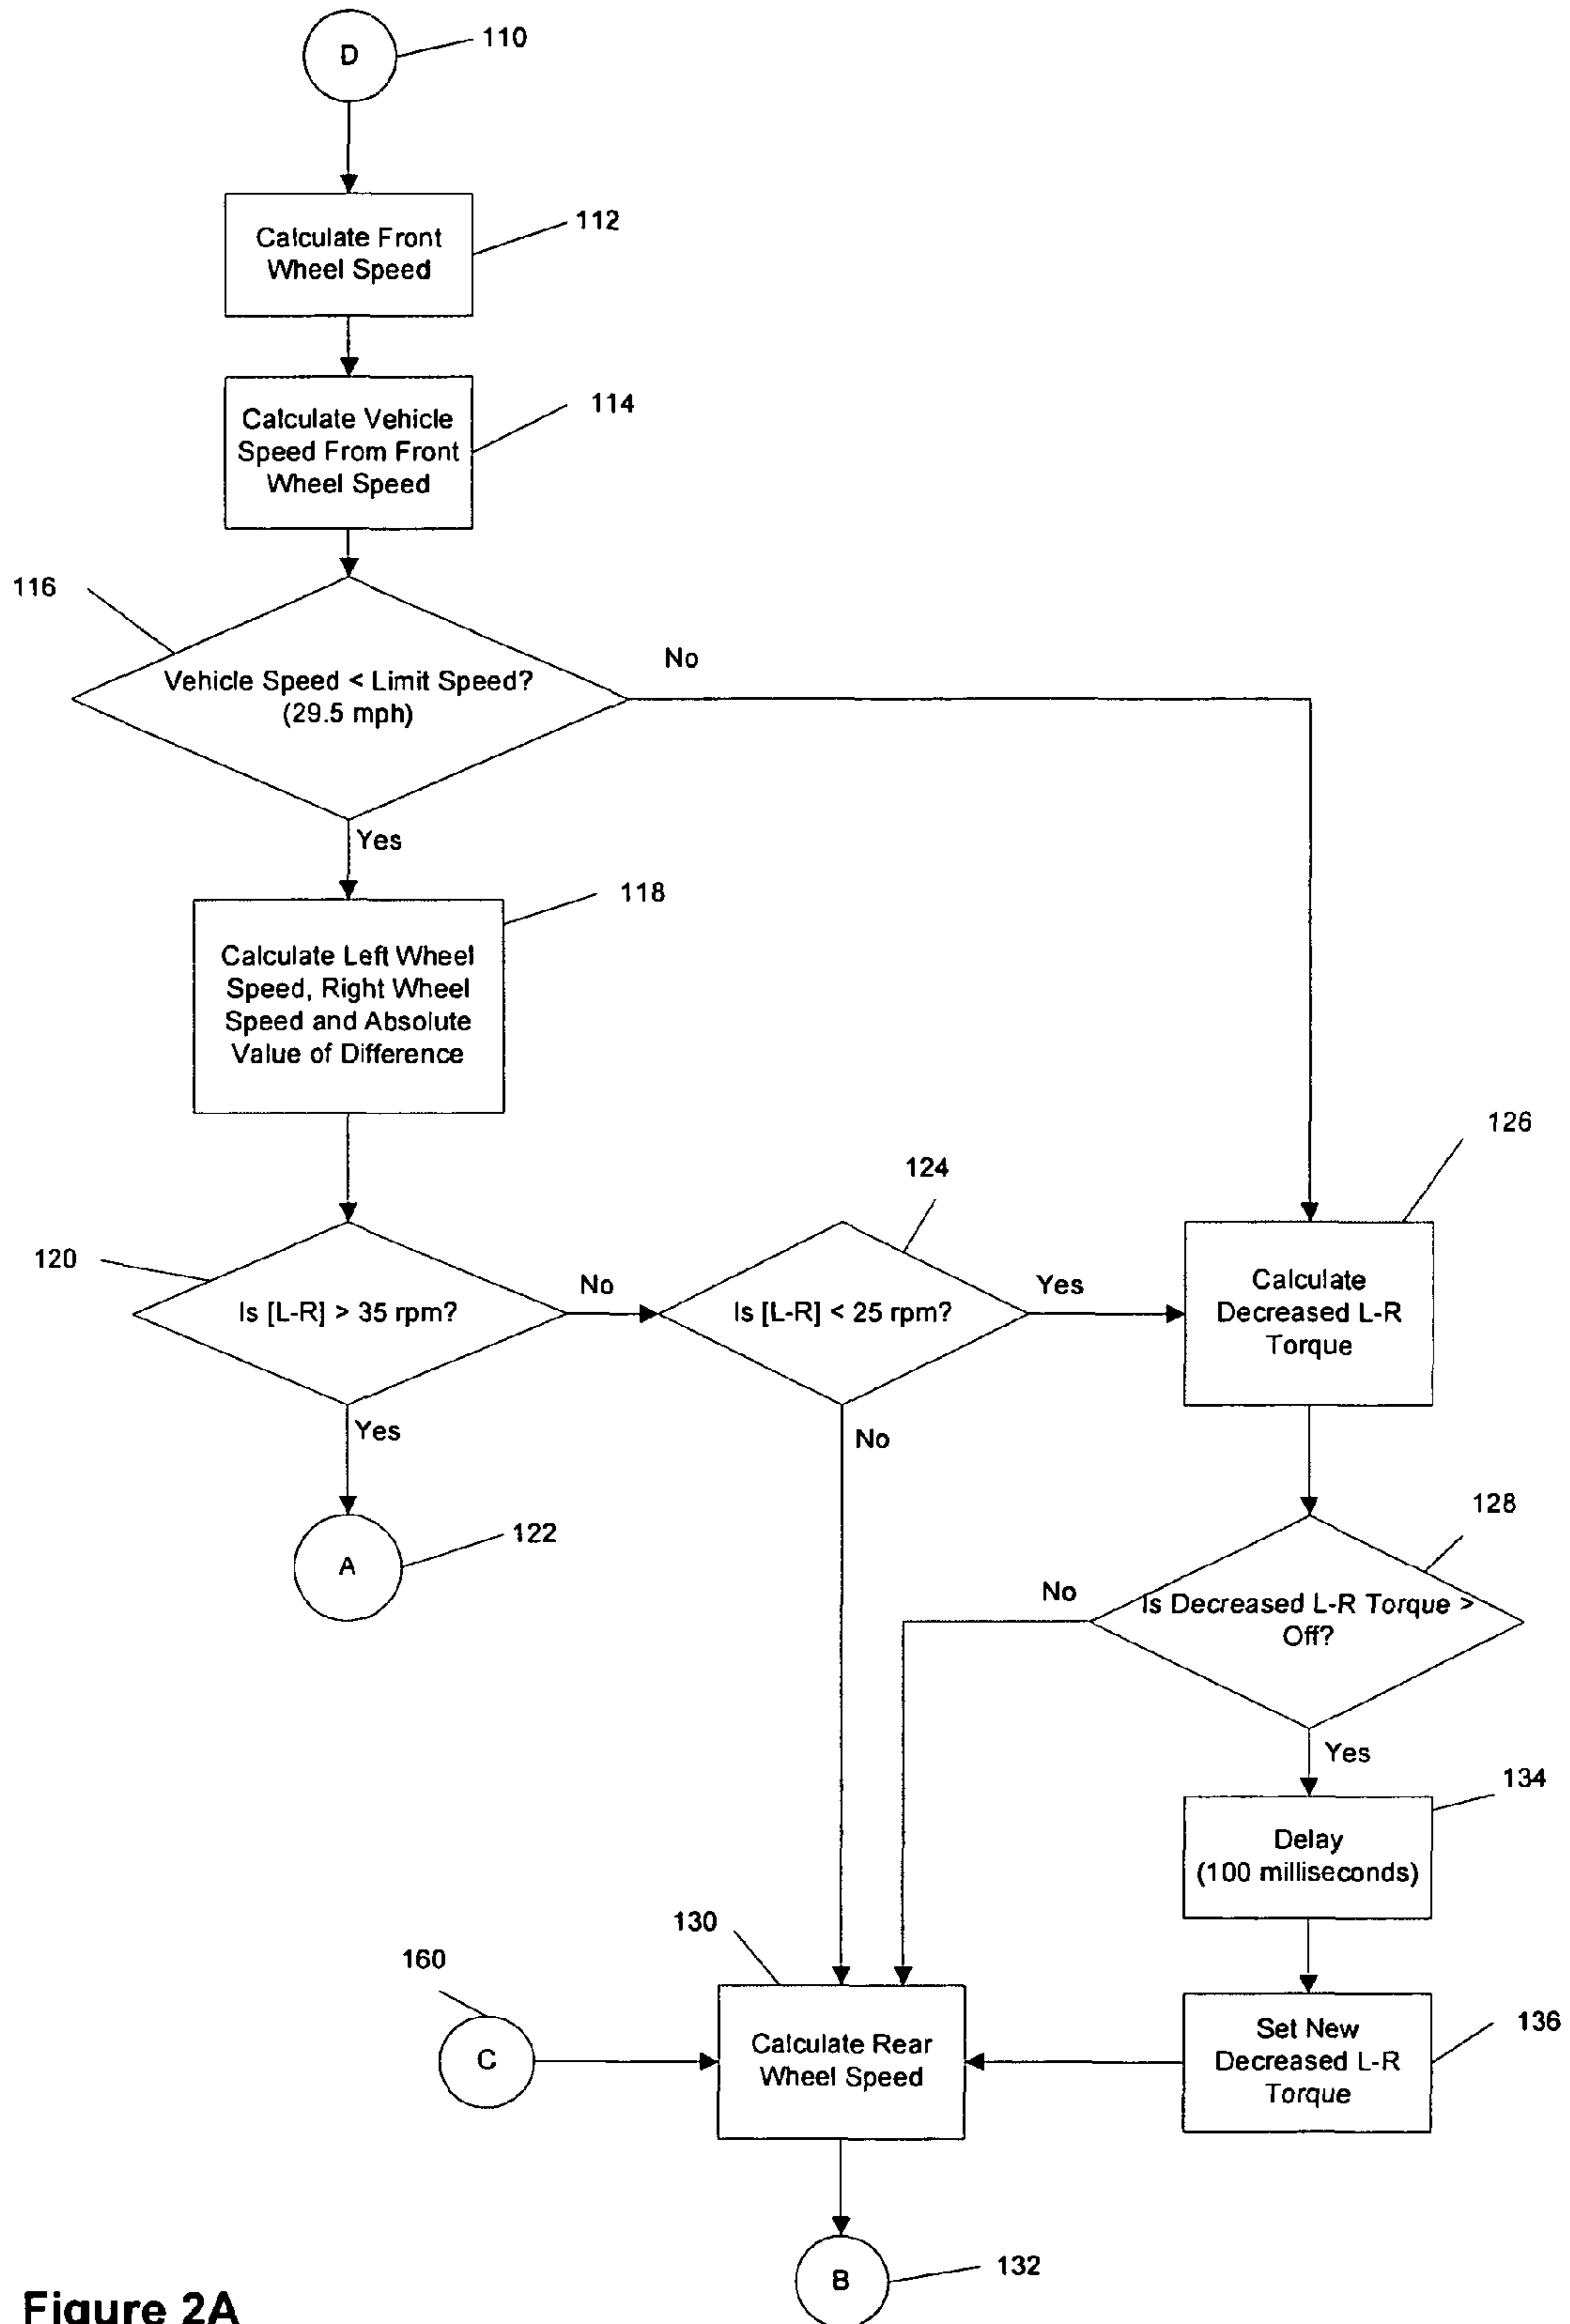 D
110
Calculate Front
Wheel Speed
112
Calculate Vehicle
Speed From Front
Wheel Speed
114
116
Vehicle Speed < Limit Speed?
(29.5 mph)
No
Yes
118
Calculate Left Wheel
Speed, Right Wheel
Speed and Absolute
Value of Difference
120
Is [L-R] > 35 rpm?
No
124
Is [L-R] < 25 rpm?
Yes
126
Calculate
Decreased L-R
Torque
Yes
No
A
122
128
Is Decreased L-R Torque >
Off?
No
Yes
134
Delay
(100 milliseconds)
130
160
C
Calculate Rear
Wheel Speed
Set New
Decreased L-R
Torque
136
B
132
Figure 2A